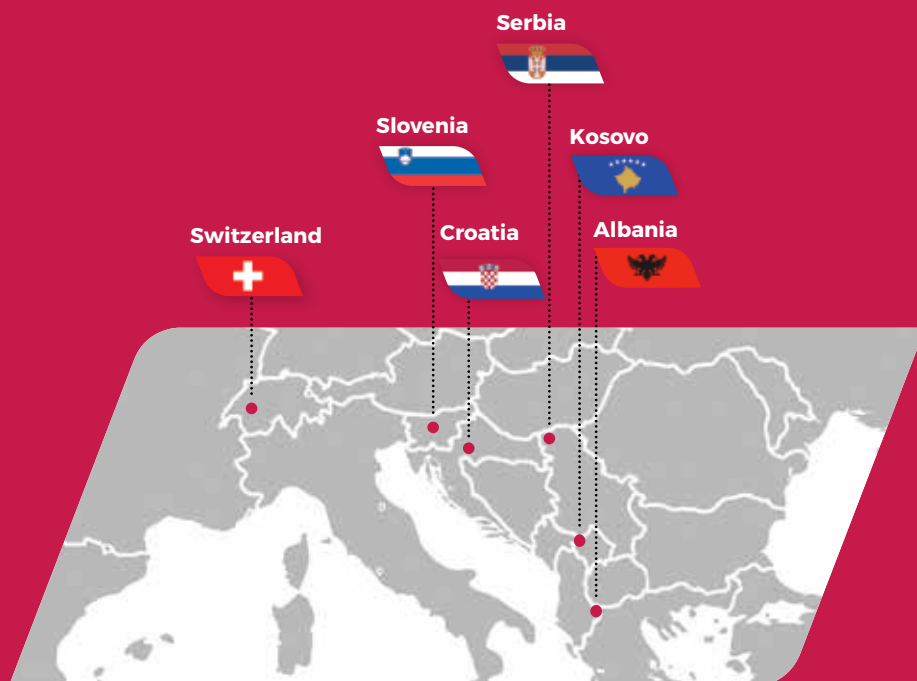 Serbia
Slovenia
Kosovo
Switzerland
Croatia
Albania